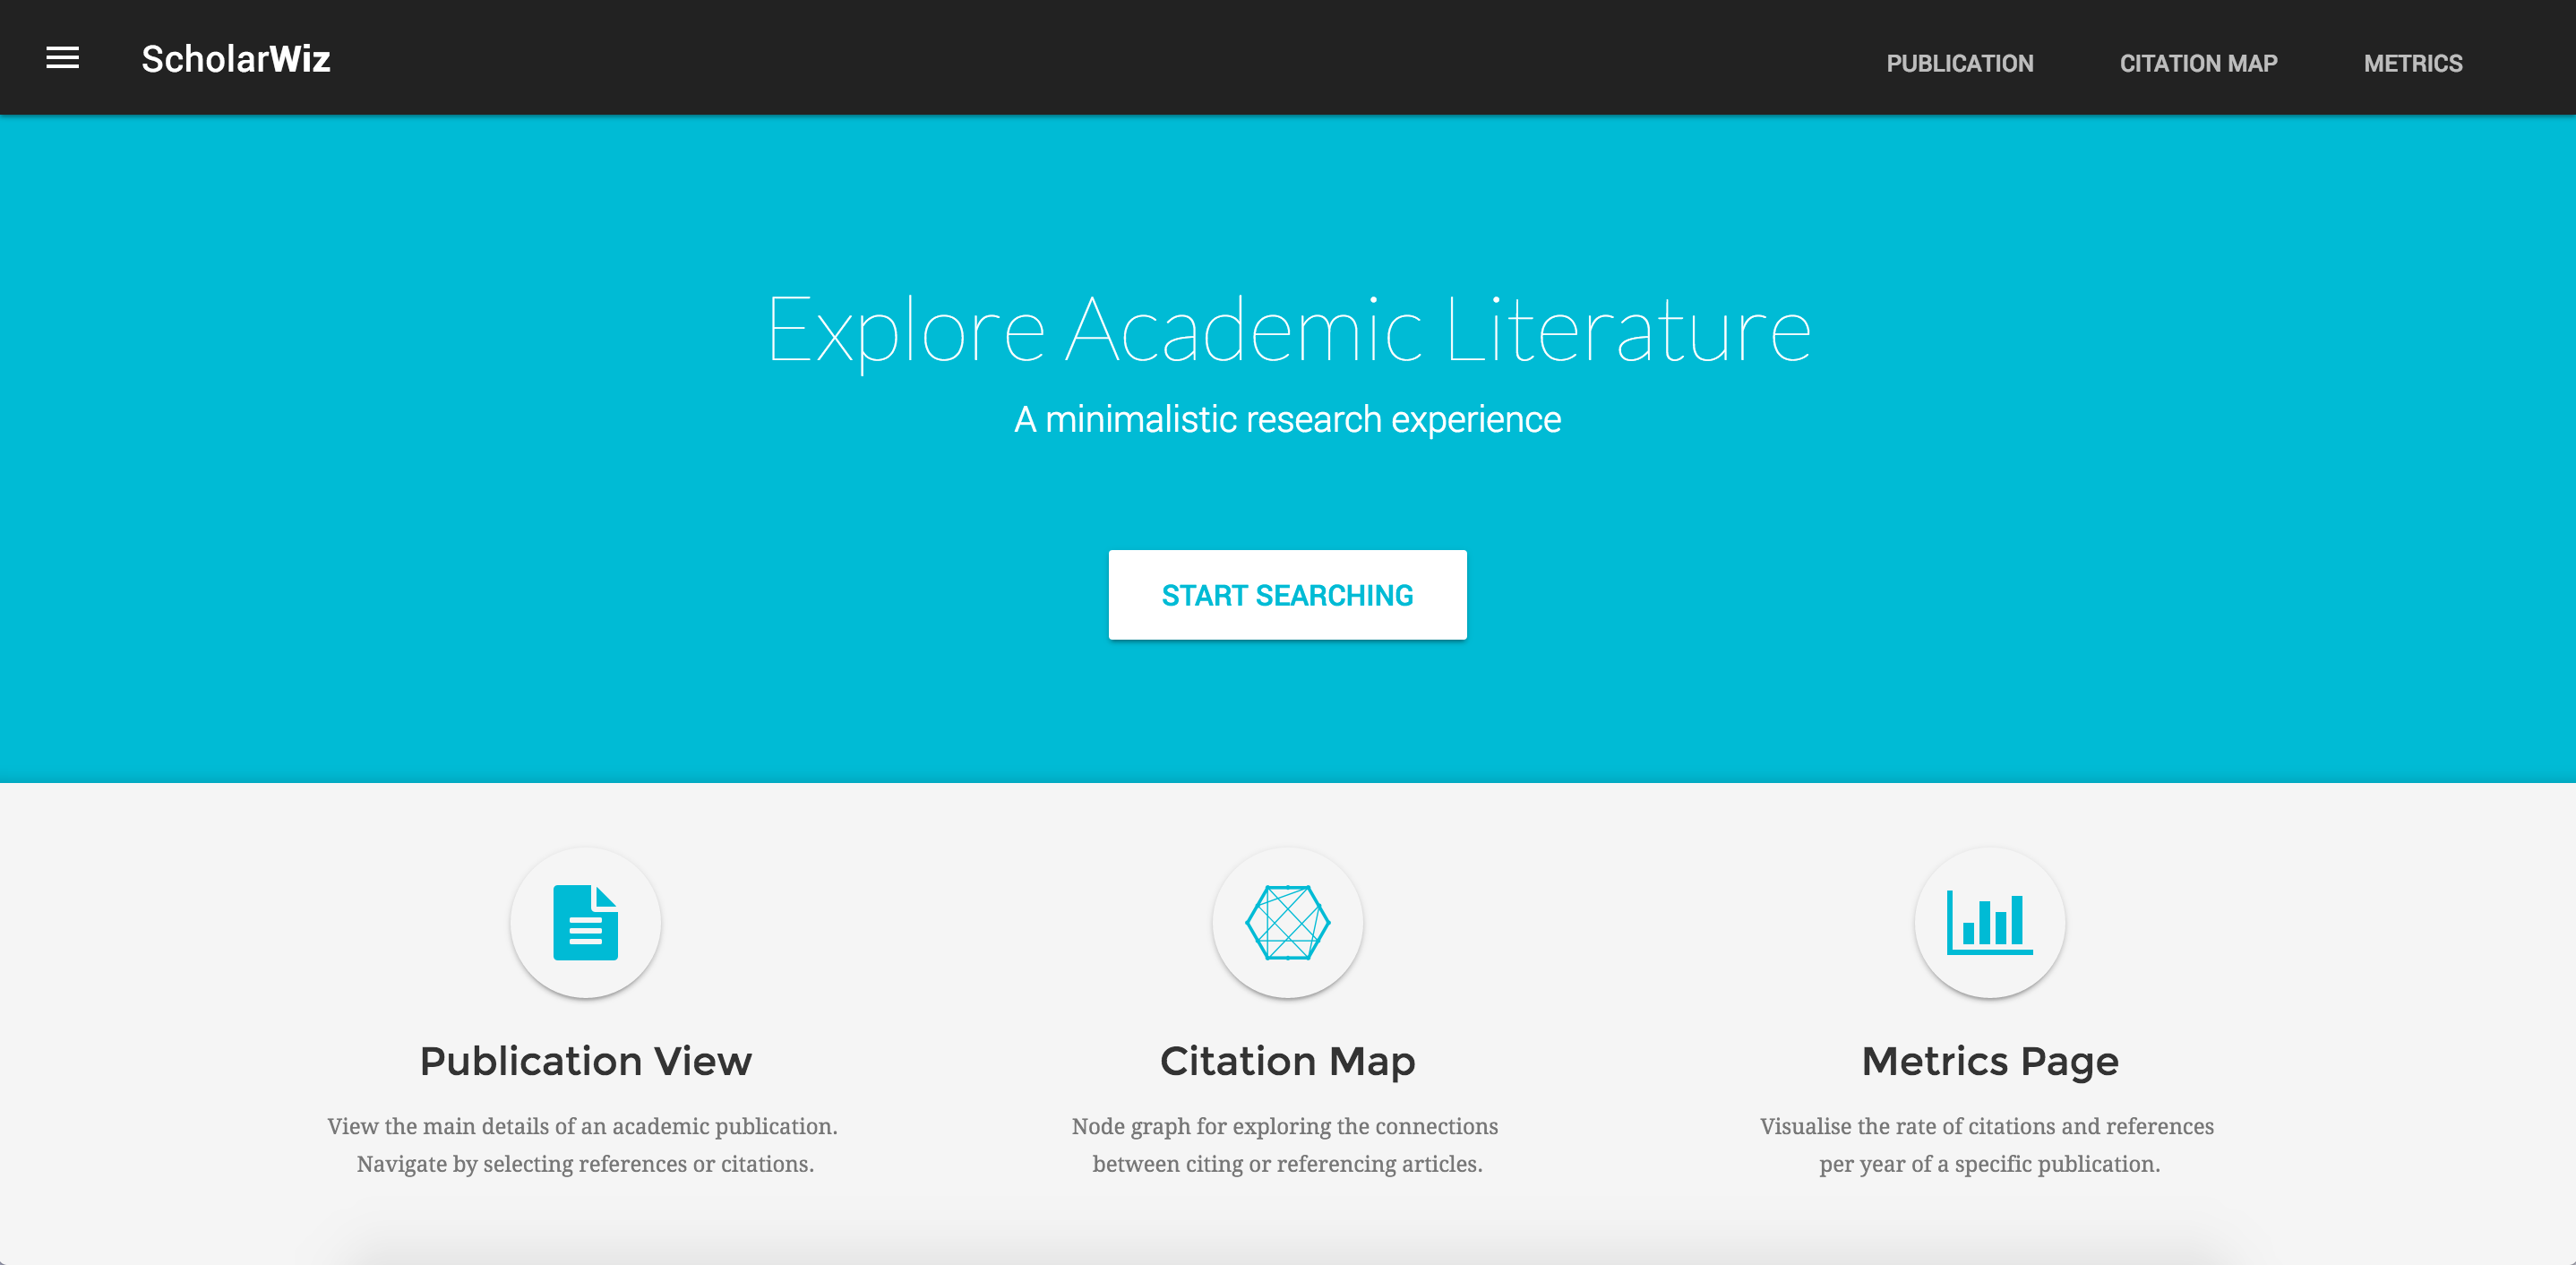 ScholarWiz
PUBLICATION CITATION MAP METRICS
Explore Academic Literature
A minimalistic research experience
START SEARCHING
Publication View
View the main details of an academic publication.
Navigate by selecting references or citations.
Citation Map
Node graph for exploring the connections
between citing or referencing articles.
Metrics Page
Visualise the rate of citations and references
per year of a specific publication.